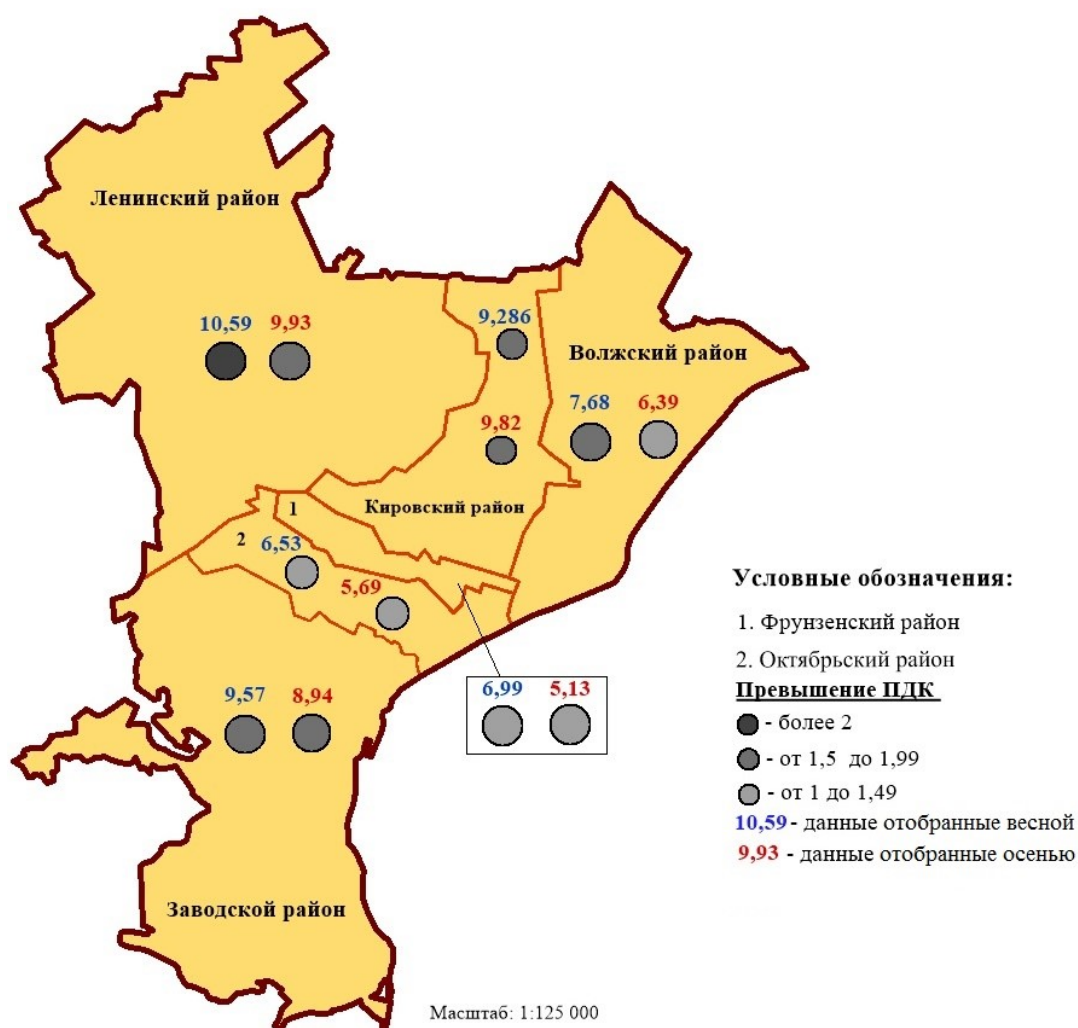 Ленинский район
10,59 9,93
9,286
Волжский район
7,68 6,39
9,82
Кировский район
1
2
6,53
5,69
6,99 5,13
9,57 8,94
Заводской район
Условные обозначения:
1. Фрунзенский район
2. Октябрьский район
Превышение ПДК
- более 2
- от 1,5 до 1,99
- от 1 до 1,49
10,59 - данные отобранные весной
9,93 - данные отобранные осенью
Масштаб: 1:125 000